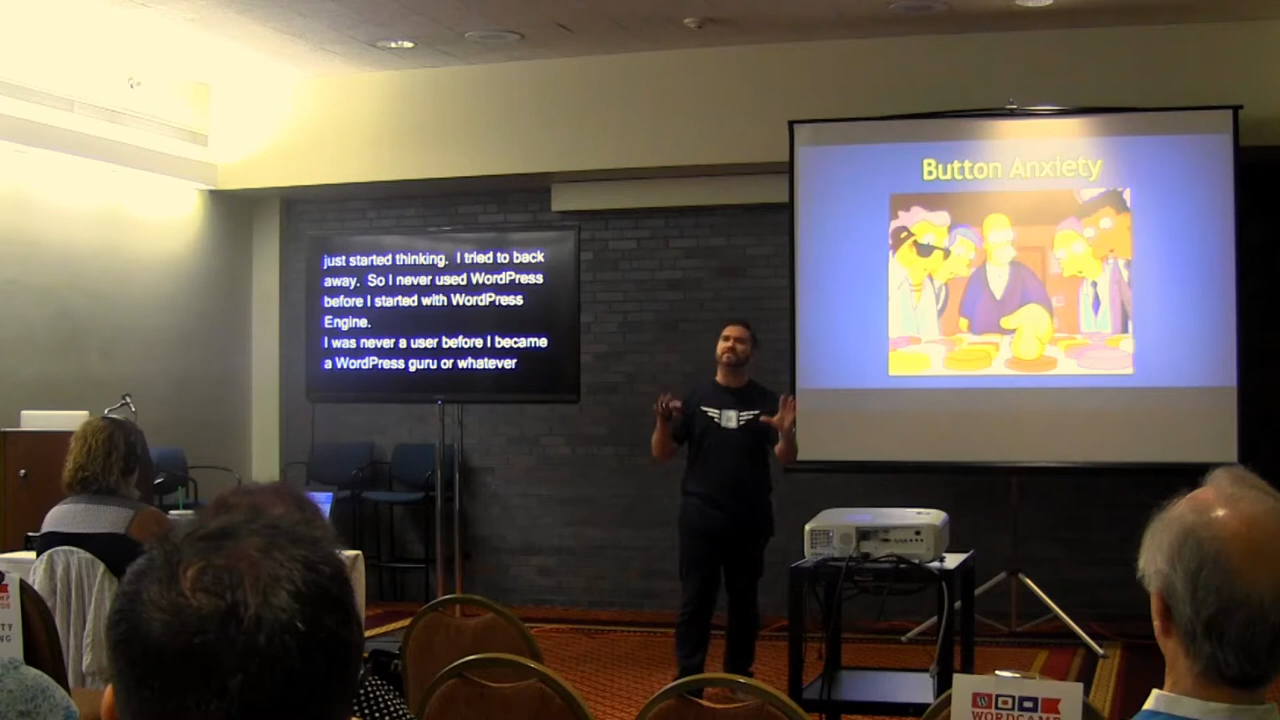 Button Anxiety
just started thinking.  I tried to back
away.  So I never used WordPress
before I started with WordPress
Engine.
I was never a user before I became
a WordPress guru or whatever
WORDCAMP